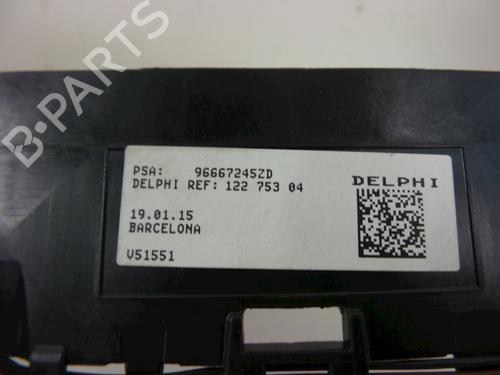 B-PARTS
PSA: 96667245ZD
DELPHI REF: 122 753 04
DELPHI
19.01.15
BARCELONA
V51551